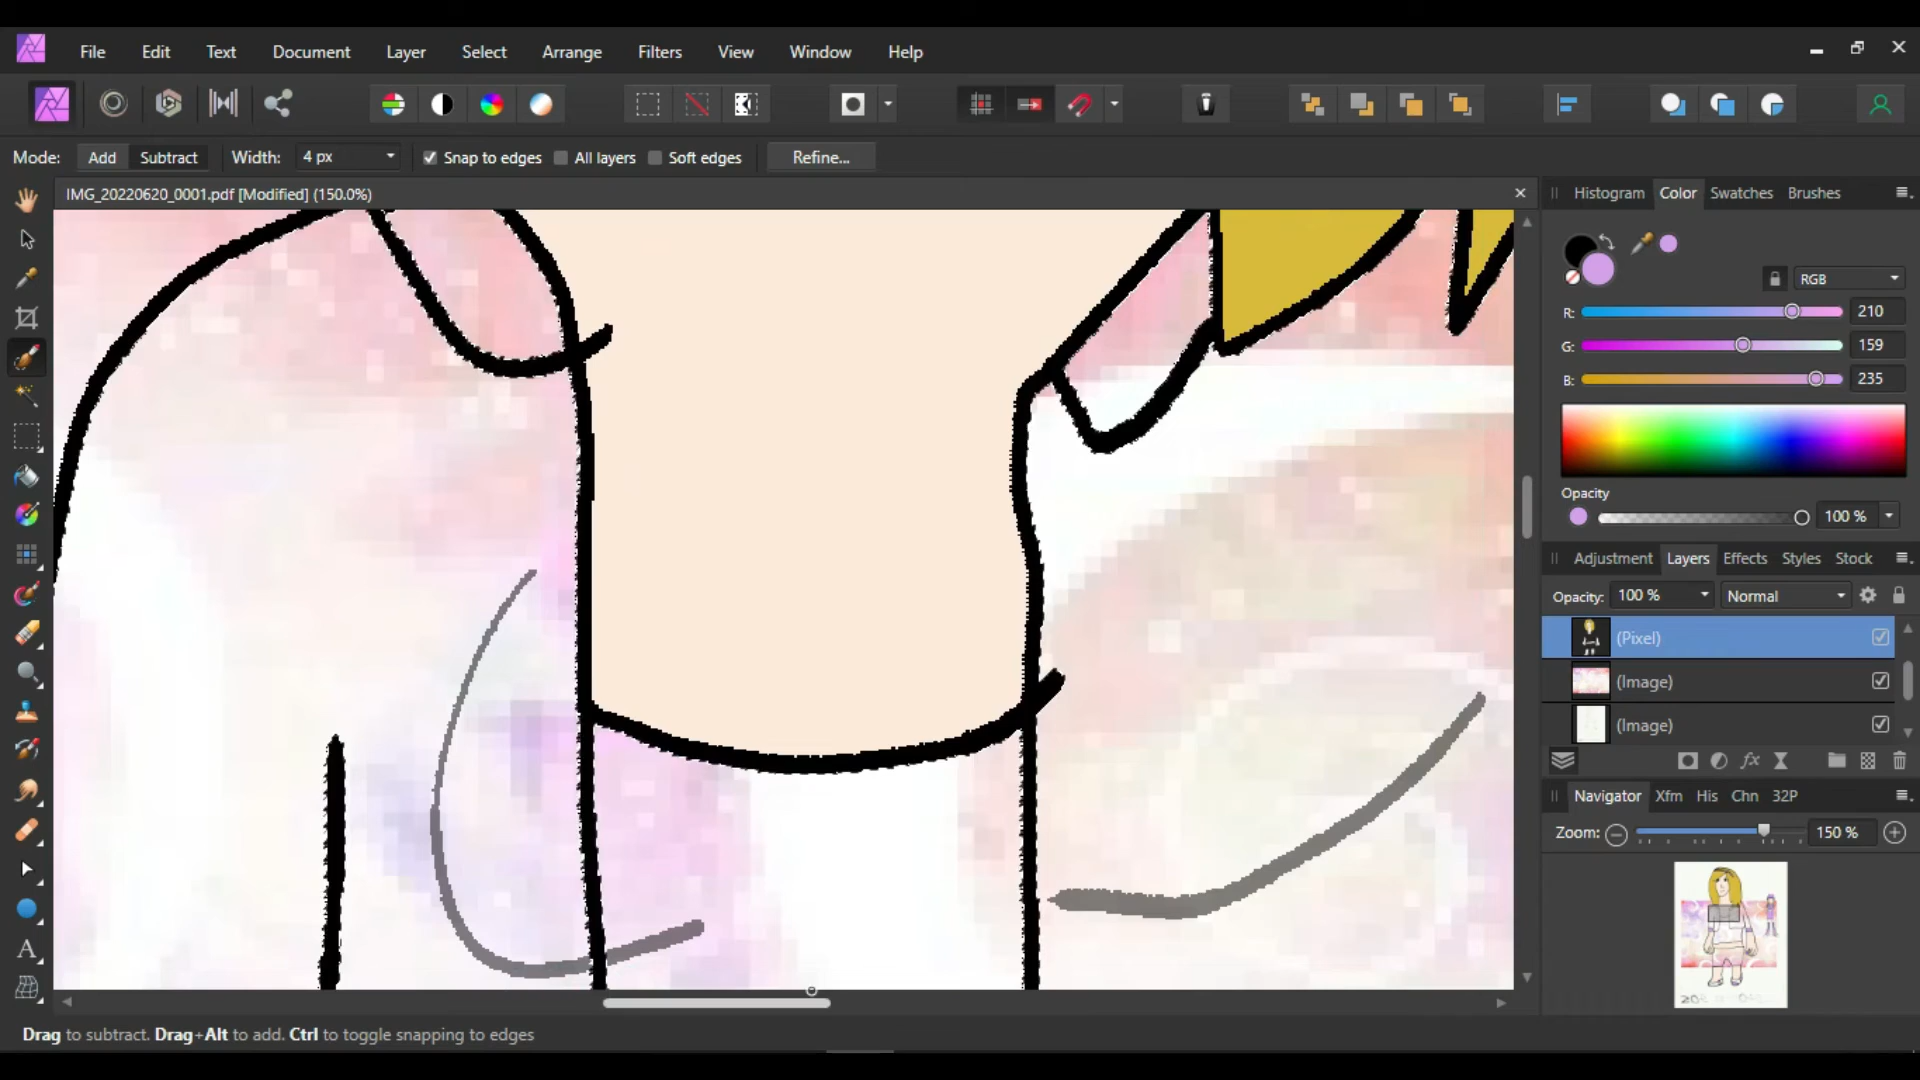 File Edit Text Document Layer Select Arrange Filters View Window Help
Mode: Add Subtract Width: 4 px Snap to edges All layers Soft edges Refine...
IMG_20220620_0001.pdf [Modified] (150.0%)
Histogram Color Swatches Brushes
RGB
R: 210
G: 159
B: 235
Opacity
100 %
Adjustment Layers Effects Styles Stock
Opacity: 100 % Normal
(Pixel)
(Image)
(Image)
Navigator Xfm His Chn 32P
Zoom: 150 %
Drag to subtract. Drag+Alt to add. Ctrl to toggle snapping to edges